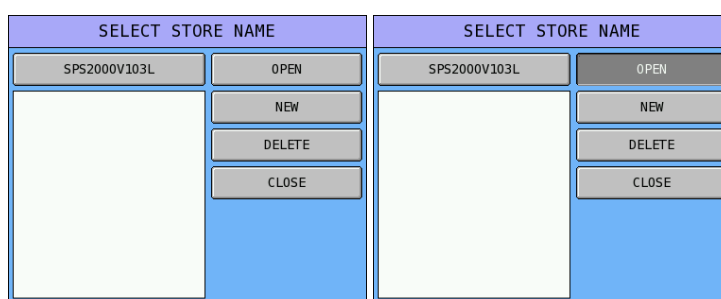 SELECT STORE NAME
SPS2000V103L
OPEN
NEW
DELETE
CLOSE
SELECT STORE NAME
SPS2000V103L
OPEN
NEW
DELETE
CLOSE